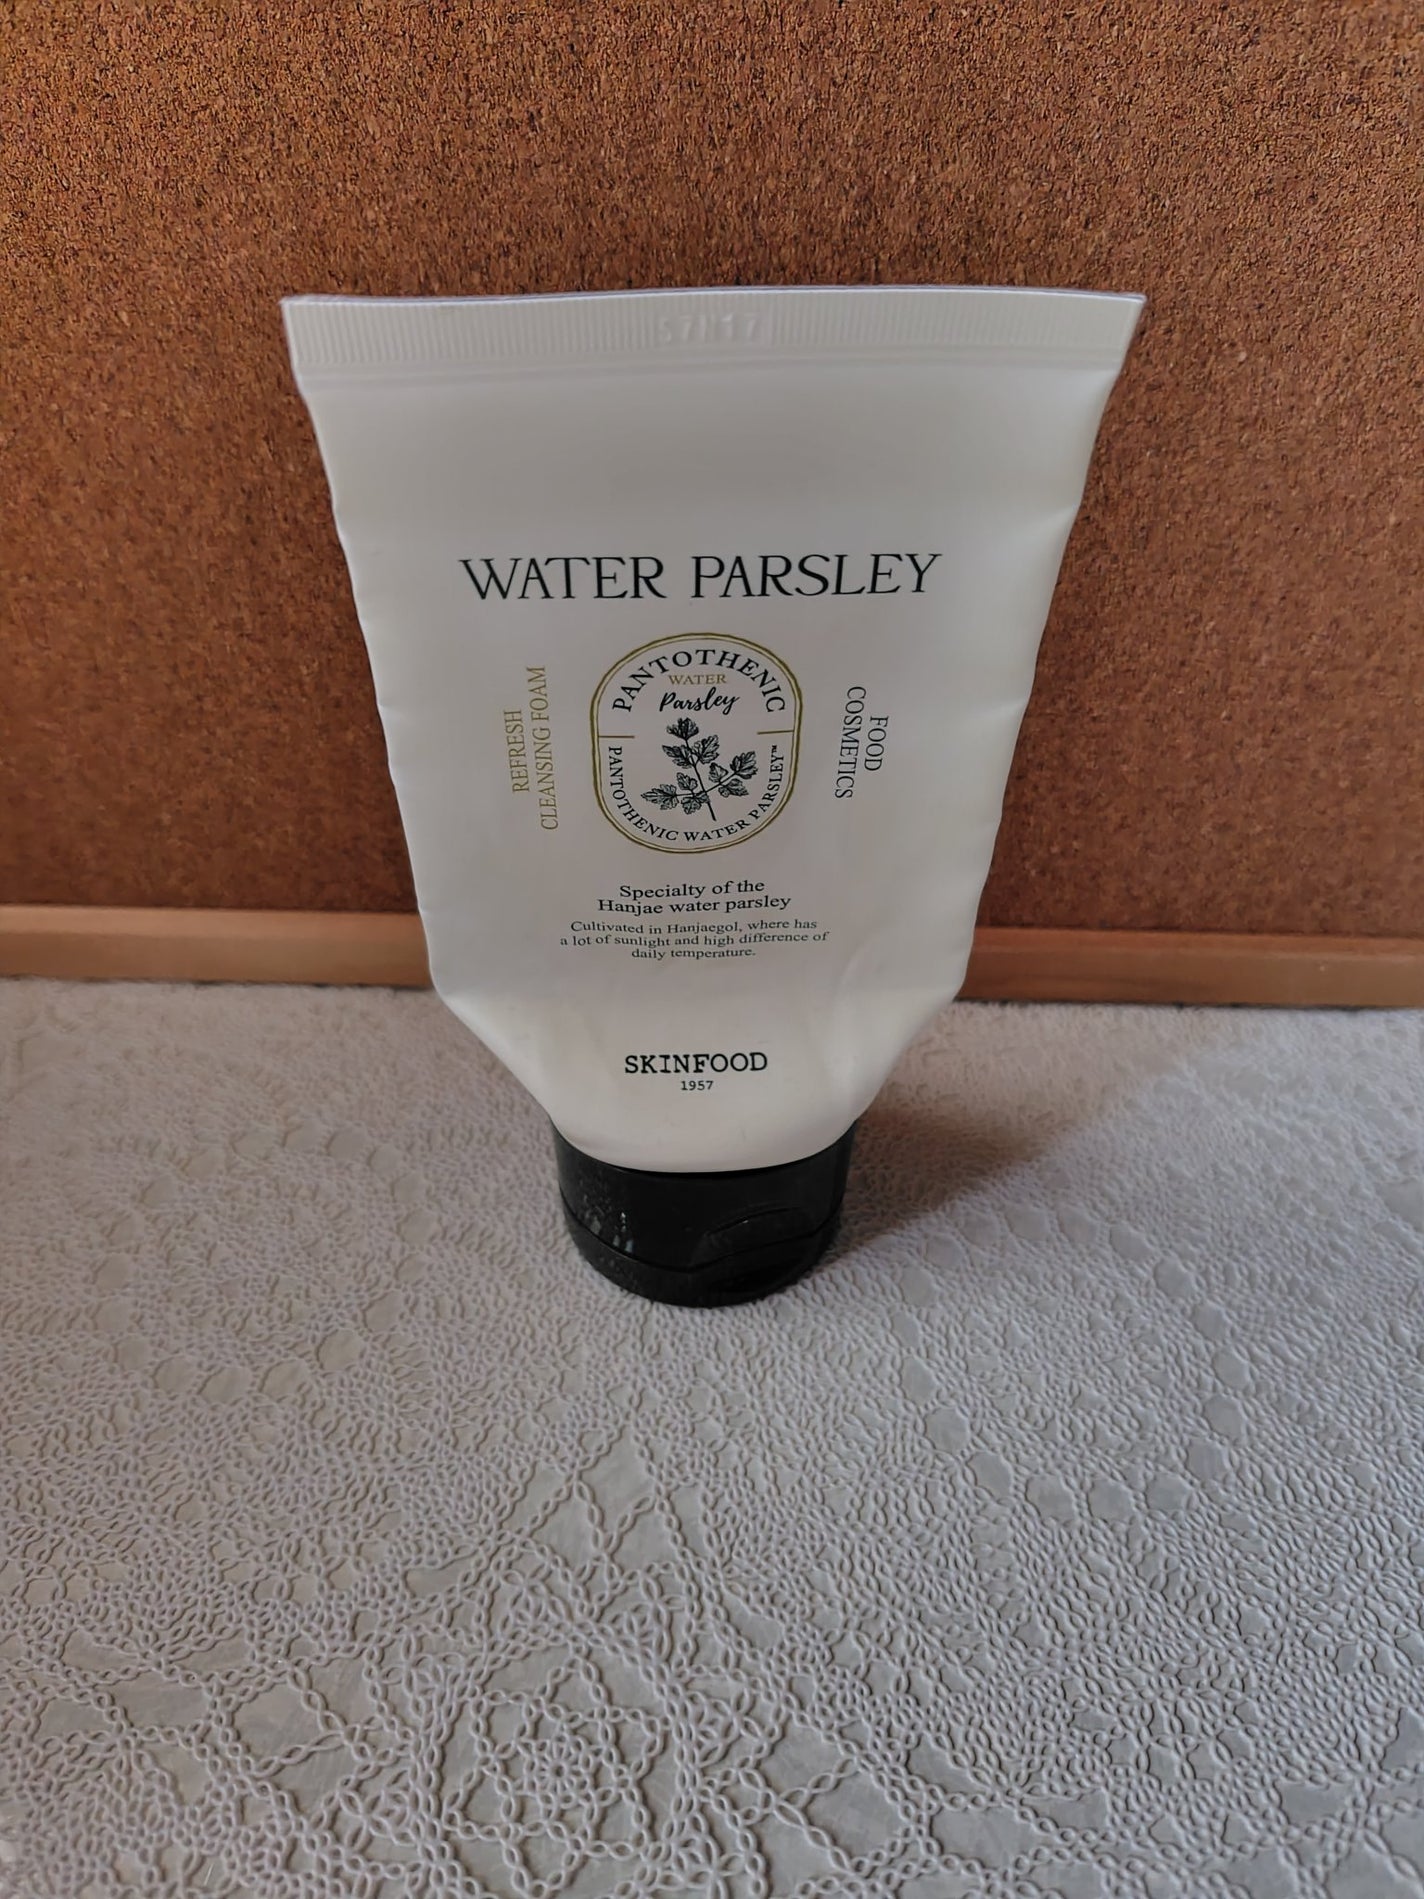 WATER PARSLEY
REFRESH
CLEANSING FOAM
PANTOTHENIC
WATER
Parsley
PANTOTHENIC WATER PARSLEY™
FOOD
COSMETICS
Specialty of the
Hanjae water parsley
Cultivated in Hanjaegol, where has
a lot of sunlight and high difference of
daily temperature.
SKINFOOD
1957